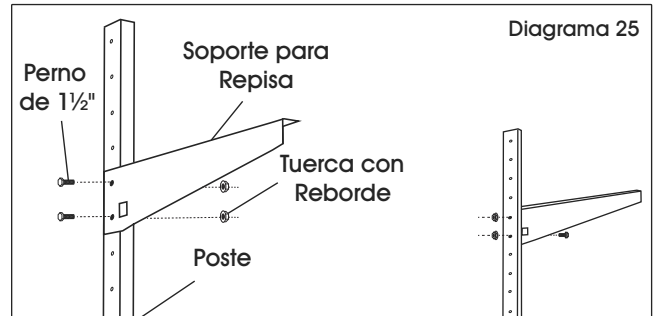 Diagrama 25
Soporte para
Repisa
Perno
de 1½"
Tuerca con
Reborde
Poste